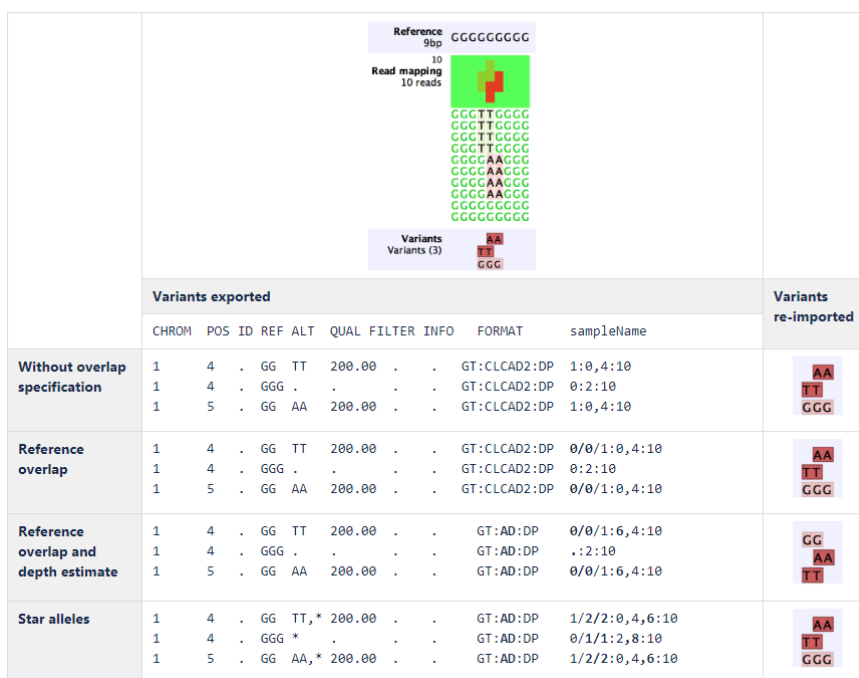 Reference GGGGGGGGG
9bp
10
Read mapping
10 reads
GGGTTGGGG
GGGTTGGGG
GGGTTGGGG
GGGTTGGGG
GGGGAAGGG
GGGGAAGGG
GGGGAAGGG
GGGGAAGGG
GGGGGGGGG
GGGGGGGGG
Variants AA
Variants (3) TT
GGG
Variants exported
Variants
re-imported
CHROM POS ID REF ALT QUAL FILTER INFO FORMAT sampleName
Without overlap specification
1 4 . GG TT 200.00 . . GT:CLCAD2:DP 1:0,4:10
1 4 . GGG . . . . GT:CLCAD2:DP 0:2:10
1 5 . GG AA 200.00 . . GT:CLCAD2:DP 1:0,4:10
AA
TT
GGG
Reference overlap
1 4 . GG TT 200.00 . . GT:CLCAD2:DP 0/0/1:0,4:10
1 4 . GGG . . . . GT:CLCAD2:DP 0:2:10
1 5 . GG AA 200.00 . . GT:CLCAD2:DP 0/0/1:0,4:10
AA
TT
GGG
Reference overlap and depth estimate
1 4 . GG TT 200.00 . . GT:AD:DP 0/0/1:6,4:10
1 4 . GGG . . . . GT:AD:DP .:2:10
1 5 . GG AA 200.00 . . GT:AD:DP 0/0/1:6,4:10
GG
AA
TT
Star alleles
1 4 . GG TT,* 200.00 . . GT:AD:DP 1/2/2:0,4,6:10
1 4 . GGG * . . . GT:AD:DP 0/1/1:2,8:10
1 5 . GG AA,* 200.00 . . GT:AD:DP 1/2/2:0,4,6:10
AA
TT
GGG